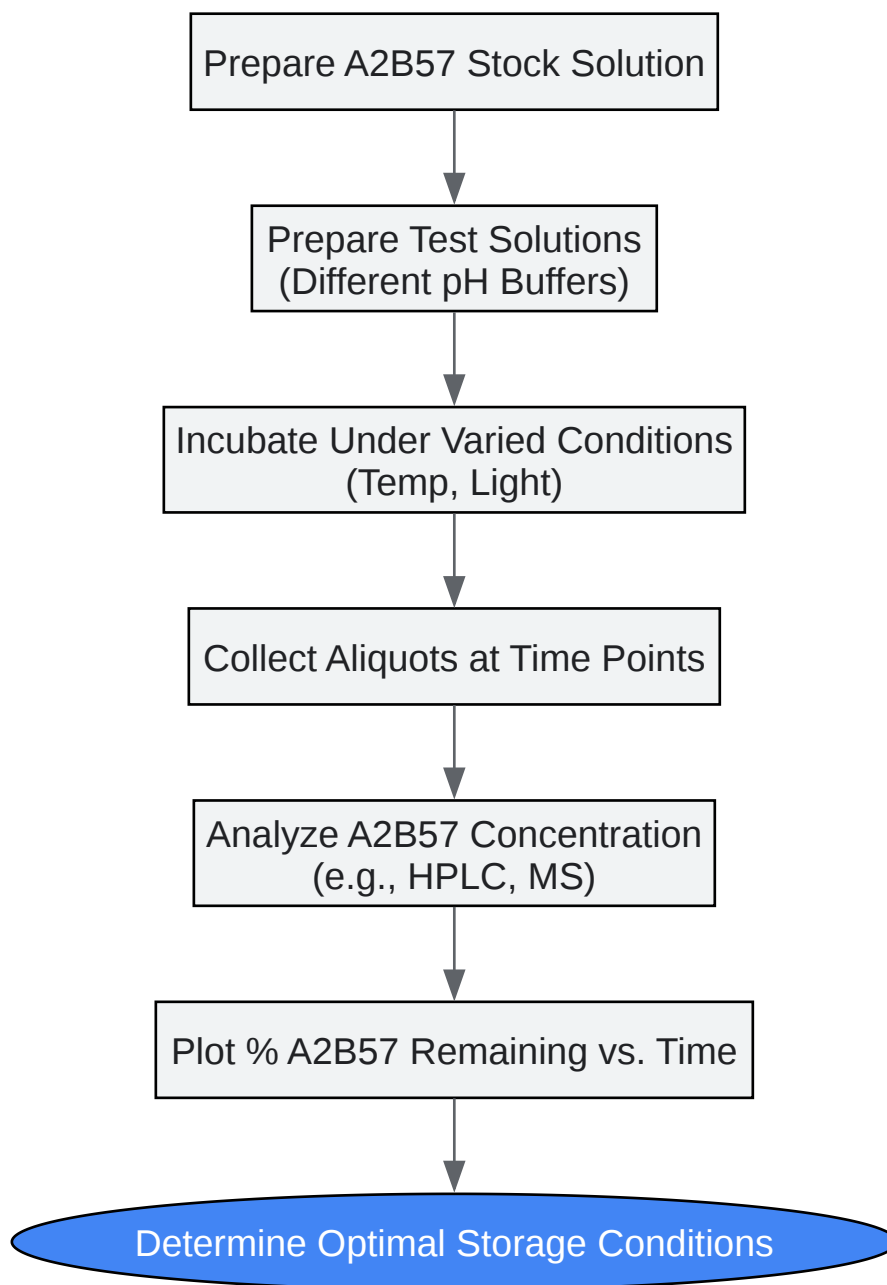 Prepare A2B57 Stock Solution
Prepare Test Solutions
(Different pH Buffers)
Incubate Under Varied Conditions
(Temp, Light)
Collect Aliquots at Time Points
Analyze A2B57 Concentration
(e.g., HPLC, MS)
Plot % A2B57 Remaining vs. Time
Determine Optimal Storage Conditions